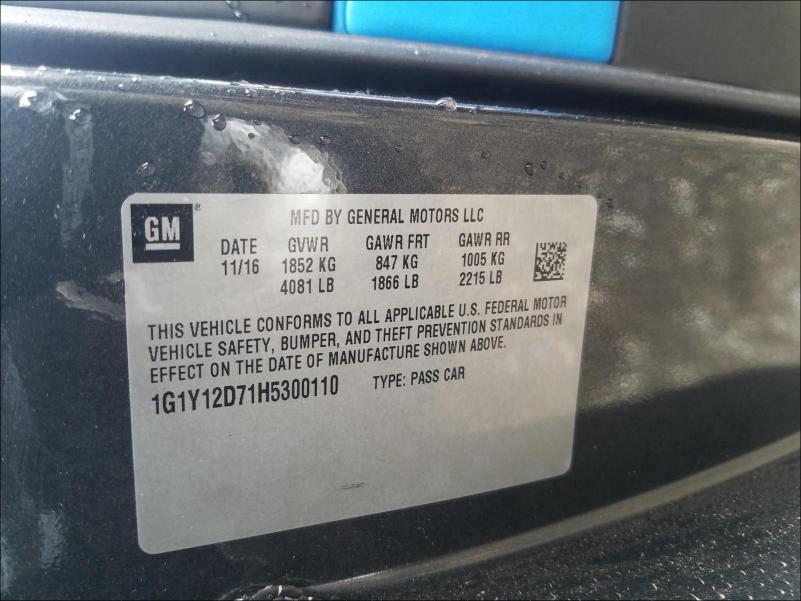 GM
MFD BY GENERAL MOTORS LLC
DATE GVWR GAWR FRT GAWR RR
11/16 1852 KG 847 KG 1005 KG
4081 LB 1866 LB 2215 LB
THIS VEHICLE CONFORMS TO ALL APPLICABLE U.S. FEDERAL MOTOR
VEHICLE SAFETY, BUMPER, AND THEFT PREVENTION STANDARDS IN
EFFECT ON THE DATE OF MANUFACTURE SHOWN ABOVE.
1G1Y12D71H5300110 TYPE: PASS CAR